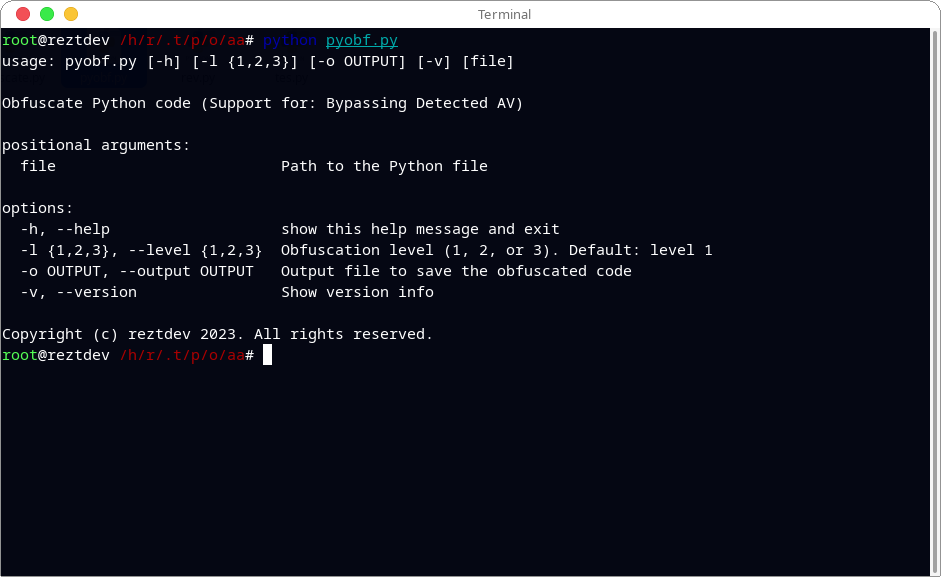 Terminal
root@reztdev /h/r/.t/p/o/aa# python pyobf.py
usage: pyobf.py [-h] [-l {1,2,3}] [-o OUTPUT] [-v] [file]
Obfuscate Python code (Support for: Bypassing Detected AV)
positional arguments:
  file                         Path to the Python file
options:
  -h, --help                   show this help message and exit
  -l {1,2,3}, --level {1,2,3}  Obfuscation level (1, 2, or 3). Default: level 1
  -o OUTPUT, --output OUTPUT   Output file to save the obfuscated code
  -v, --version                Show version info
Copyright (c) reztdev 2023. All rights reserved.
root@reztdev /h/r/.t/p/o/aa#